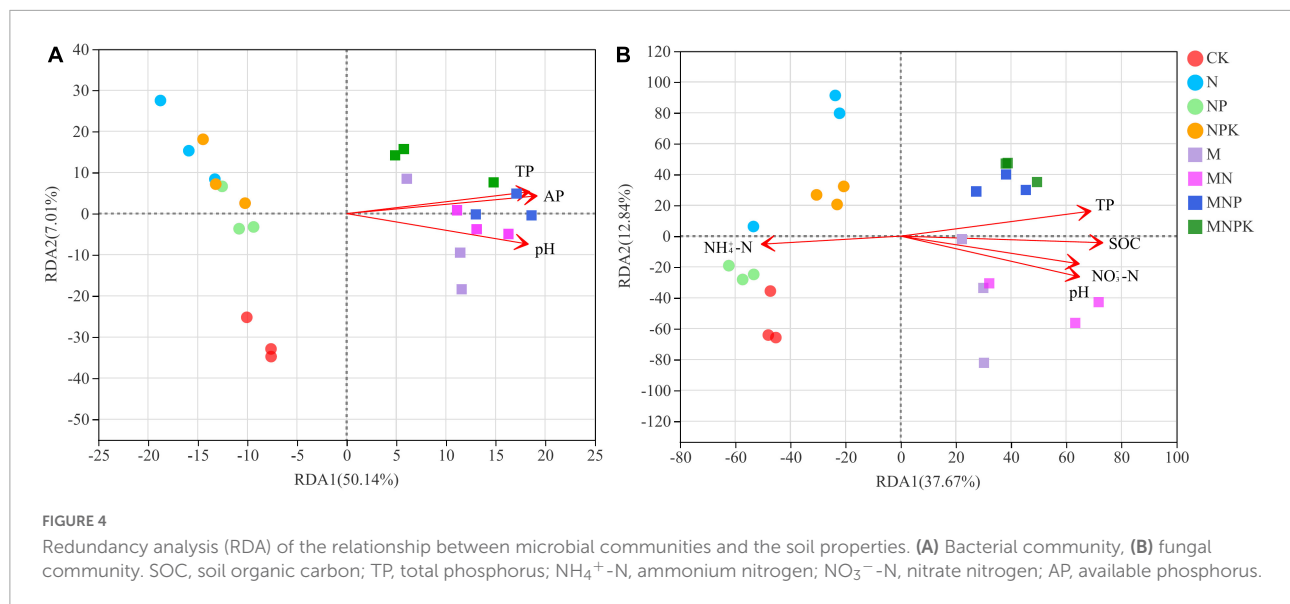 A
40
30
20
10
0
-10
-20
-30
-40
-50
-25 -20 -15 -10 -5 0 5 10 15 20 25
RDA1(50.14%)
RDA2(7.01%)
TP
AP
pH
B
120
100
80
60
40
20
0
-20
-40
-60
-80
-100
-120
-80 -60 -40 -20 0 20 40 60 80 100
RDA1(37.67%)
RDA2(12.84%)
TP
NH₄⁺-N
SOC
NO₃⁻-N
pH
CK
N
NP
NPK
M
MN
MNP
MNPK
FIGURE 4
Redundancy analysis (RDA) of the relationship between microbial communities and the soil properties. (A) Bacterial community, (B) fungal
community. SOC, soil organic carbon; TP, total phosphorus; NH₄⁺-N, ammonium nitrogen; NO₃⁻-N, nitrate nitrogen; AP, available phosphorus.